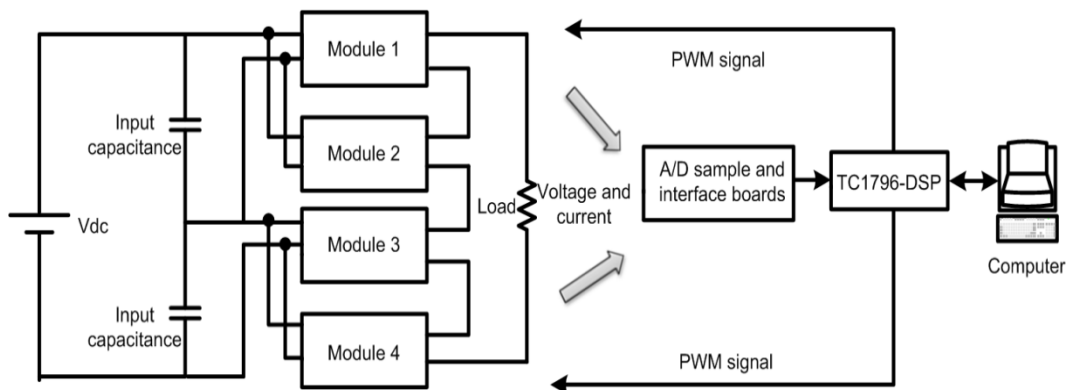 Module 1
PWM signal
Input
capacitance
Module 2
A/D sample and
interface boards
TC1796-DSP
Voltage and
current
Load
Vdc
Module 3
Computer
Input
capacitance
Module 4
PWM signal